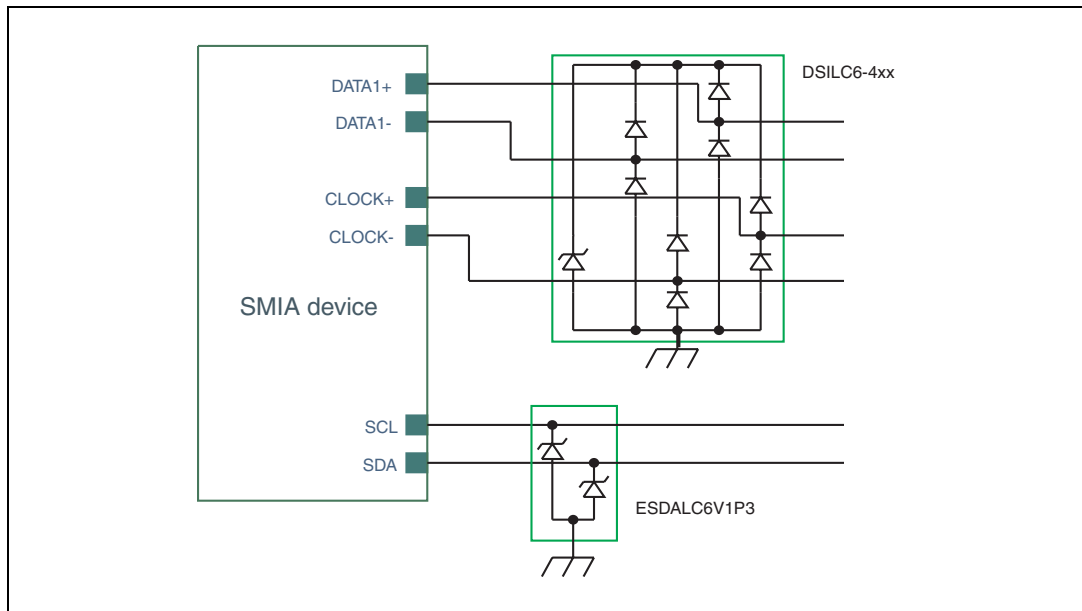 DATA1+
DSILC6-4xx
DATA1-
CLOCK+
CLOCK-
SMIA device
SCL
SDA
ESDALC6V1P3